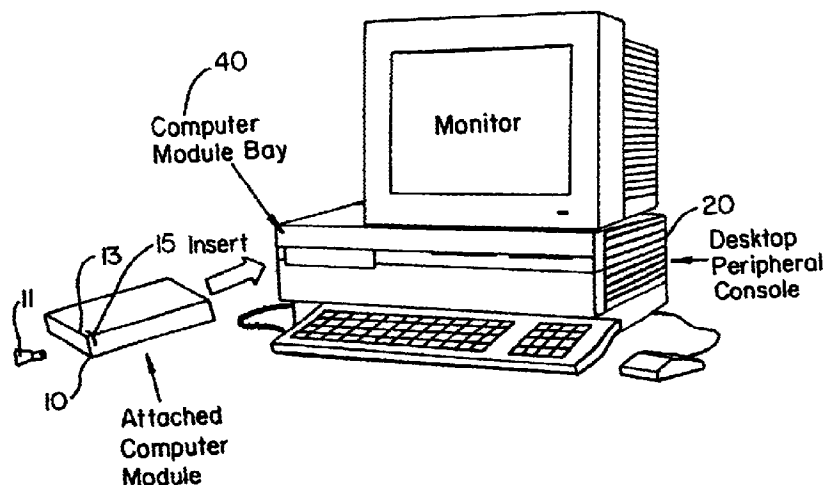 40
Computer
Module Bay
Monitor
20
Desktop
Peripheral
Console
13
15 Insert
11
10
Attached
Computer
Module